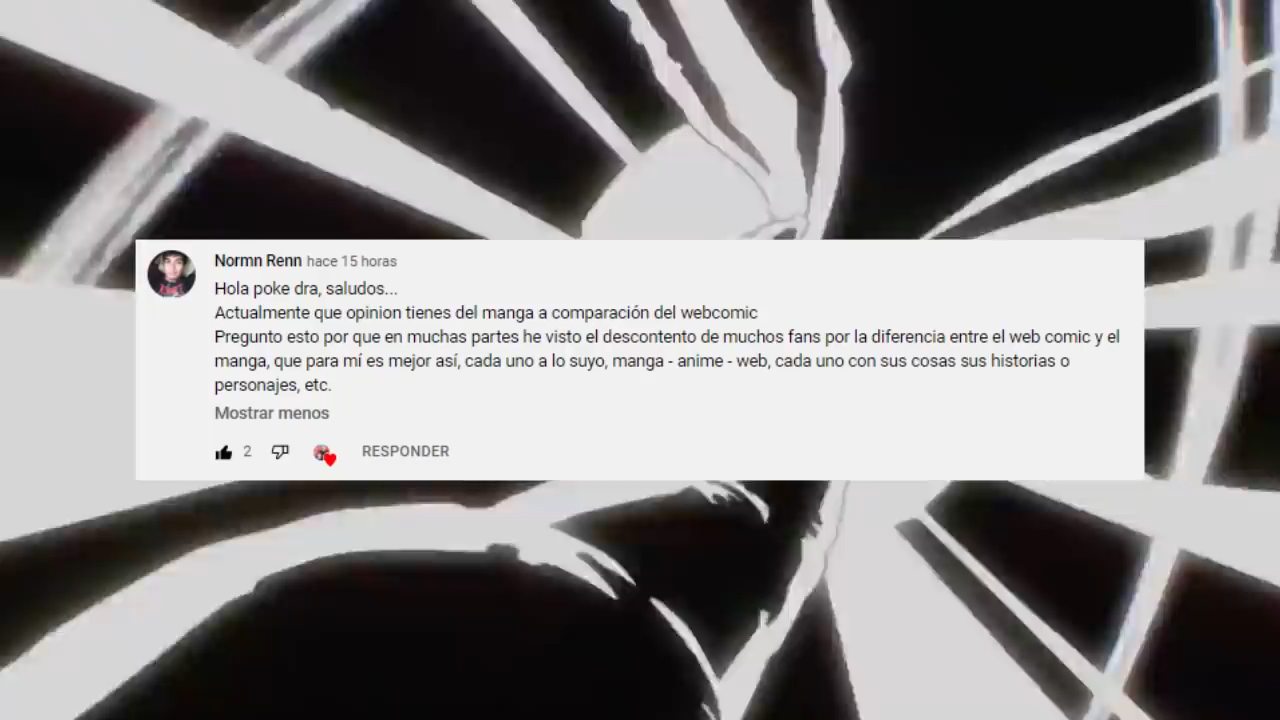 Normn Renn hace 15 horas
Hola poke dra, saludos...
Actualmente que opinion tienes del manga a comparación del webcomic
Pregunto esto por que en muchas partes he visto el descontento de muchos fans por la diferencia entre el web comic y el
manga, que para mí es mejor así, cada uno a lo suyo, manga - anime - web, cada uno con sus cosas sus historias o
personajes, etc.
Mostrar menos
2 RESPONDER